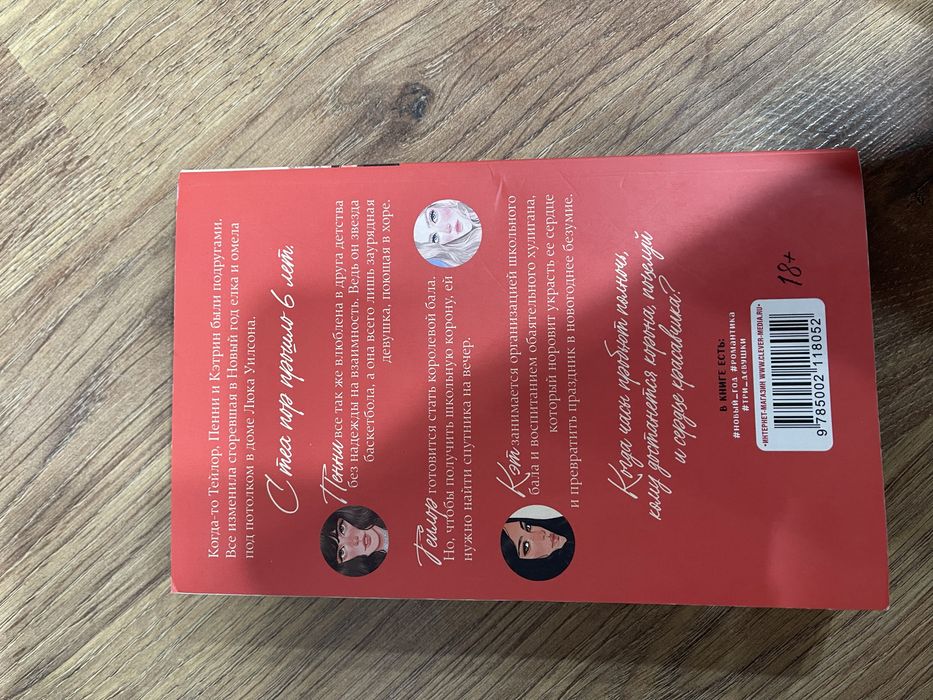 Когда-то Тейлор, Пенни и Кэтрин были подругами.
Все изменила сгоревшая в Новый год елка и омела
под потолком в доме Люка Уилсона.
С тех пор прошло 6 лет.
Пенни все так же влюблена в друга детства
без надежды на взаимность. Ведь он звезда
баскетбола, а она всего лишь заурядная
девушка, поющая в хоре.
Тейлор готовится стать королевой бала.
Но, чтобы получить школьную корону, ей
нужно найти спутника на вечер.
Кэт занимается организацией школьного
бала и воспитанием обаятельного хулигана,
который норовит украсть ее сердце
и превратить праздник в новогоднее безумие.
Когда часы пробьют полночь,
кому достанется корона, поцелуй
и сердце красавчика?
В КНИГЕ ЕСТЬ:
#НОВЫЙ_ГОД #РОМАНТИКА
#ТРИ_ДЕВУШКИ
•ИНТЕРНЕТ-МАГАЗИН WWW.CLEVER-MEDIA.RU•
9 785002 118052
18+